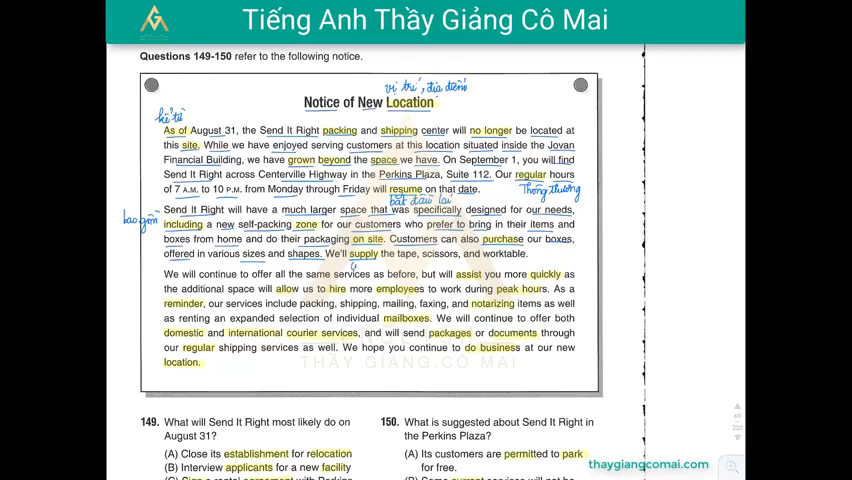 Tiếng Anh Thầy Giảng Cô Mai
Questions 149-150 refer to the following notice.
vị trí, địa điểm
Notice of New Location
kể từ
As of August 31, the Send It Right packing and shipping center will no longer be located at
this site. While we have enjoyed serving customers at this location situated inside the Jovan
Financial Building, we have grown beyond the space we have. On September 1, you will find
Send It Right across Centerville Highway in the Perkins Plaza, Suite 112. Our regular hours
of 7 A.M. to 10 P.M. from Monday through Friday will resume on that date.
Thông thường
bắt đầu lại
Send It Right will have a much larger space that was specifically designed for our needs,
bao gồm
including a new self-packing zone for our customers who prefer to bring in their items and
boxes from home and do their packaging on site. Customers can also purchase our boxes,
offered in various sizes and shapes. We'll supply the tape, scissors, and worktable.
We will continue to offer all the same services as before, but will assist you more quickly as
the additional space will allow us to hire more employees to work during peak hours. As a
reminder, our services include packing, shipping, mailing, faxing, and notarizing items as well
as renting an expanded selection of individual mailboxes. We will continue to offer both
domestic and international courier services, and will send packages or documents through
our regular shipping services as well. We hope you continue to do business at our new
location.
THẦY GIẢNG.CÔ MAI
149. What will Send It Right most likely do on
August 31?
(A) Close its establishment for relocation
(B) Interview applicants for a new facility
(C) Sign a rental agreement with Perkins
150. What is suggested about Send It Right in
the Perkins Plaza?
(A) Its customers are permitted to park
for free.
(B) Some current services will not be
thaygiangcomai.com
69
228